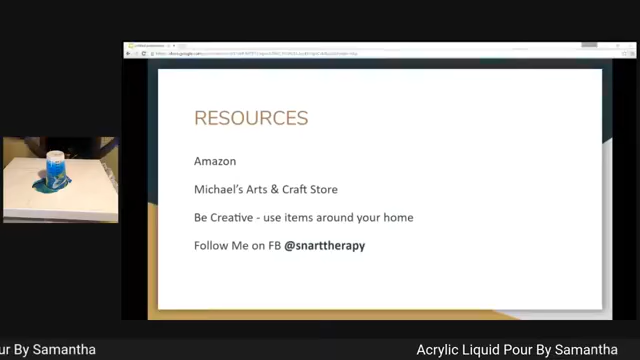 RESOURCES
Amazon
Michael's Arts & Craft Store
Be Creative - use items around your home
Follow Me on FB @snarttherapy
ur By Samantha
Acrylic Liquid Pour By Samantha